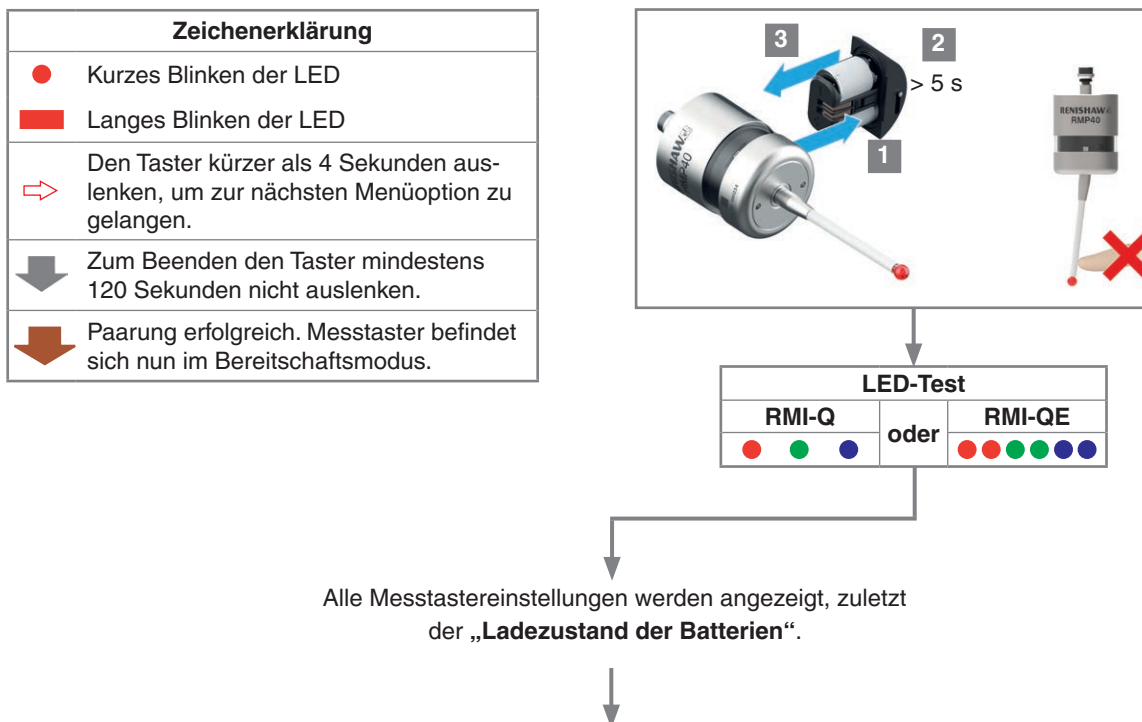 Zeichenerklärung
Kurzes Blinken der LED
Langes Blinken der LED
Den Taster kürzer als 4 Sekunden aus-
lenken, um zur nächsten Menüoption zu
gelangen.
Zum Beenden den Taster mindestens
120 Sekunden nicht auslenken.
Paarung erfolgreich. Messtaster befindet
sich nun im Bereitschaftsmodus.
3
2
> 5 s
1
RMP40
RENISHAW
RMP40
LED-Test
RMI-Q
oder
RMI-QE
Alle Messtastereinstellungen werden angezeigt, zuletzt
der „Ladezustand der Batterien“.